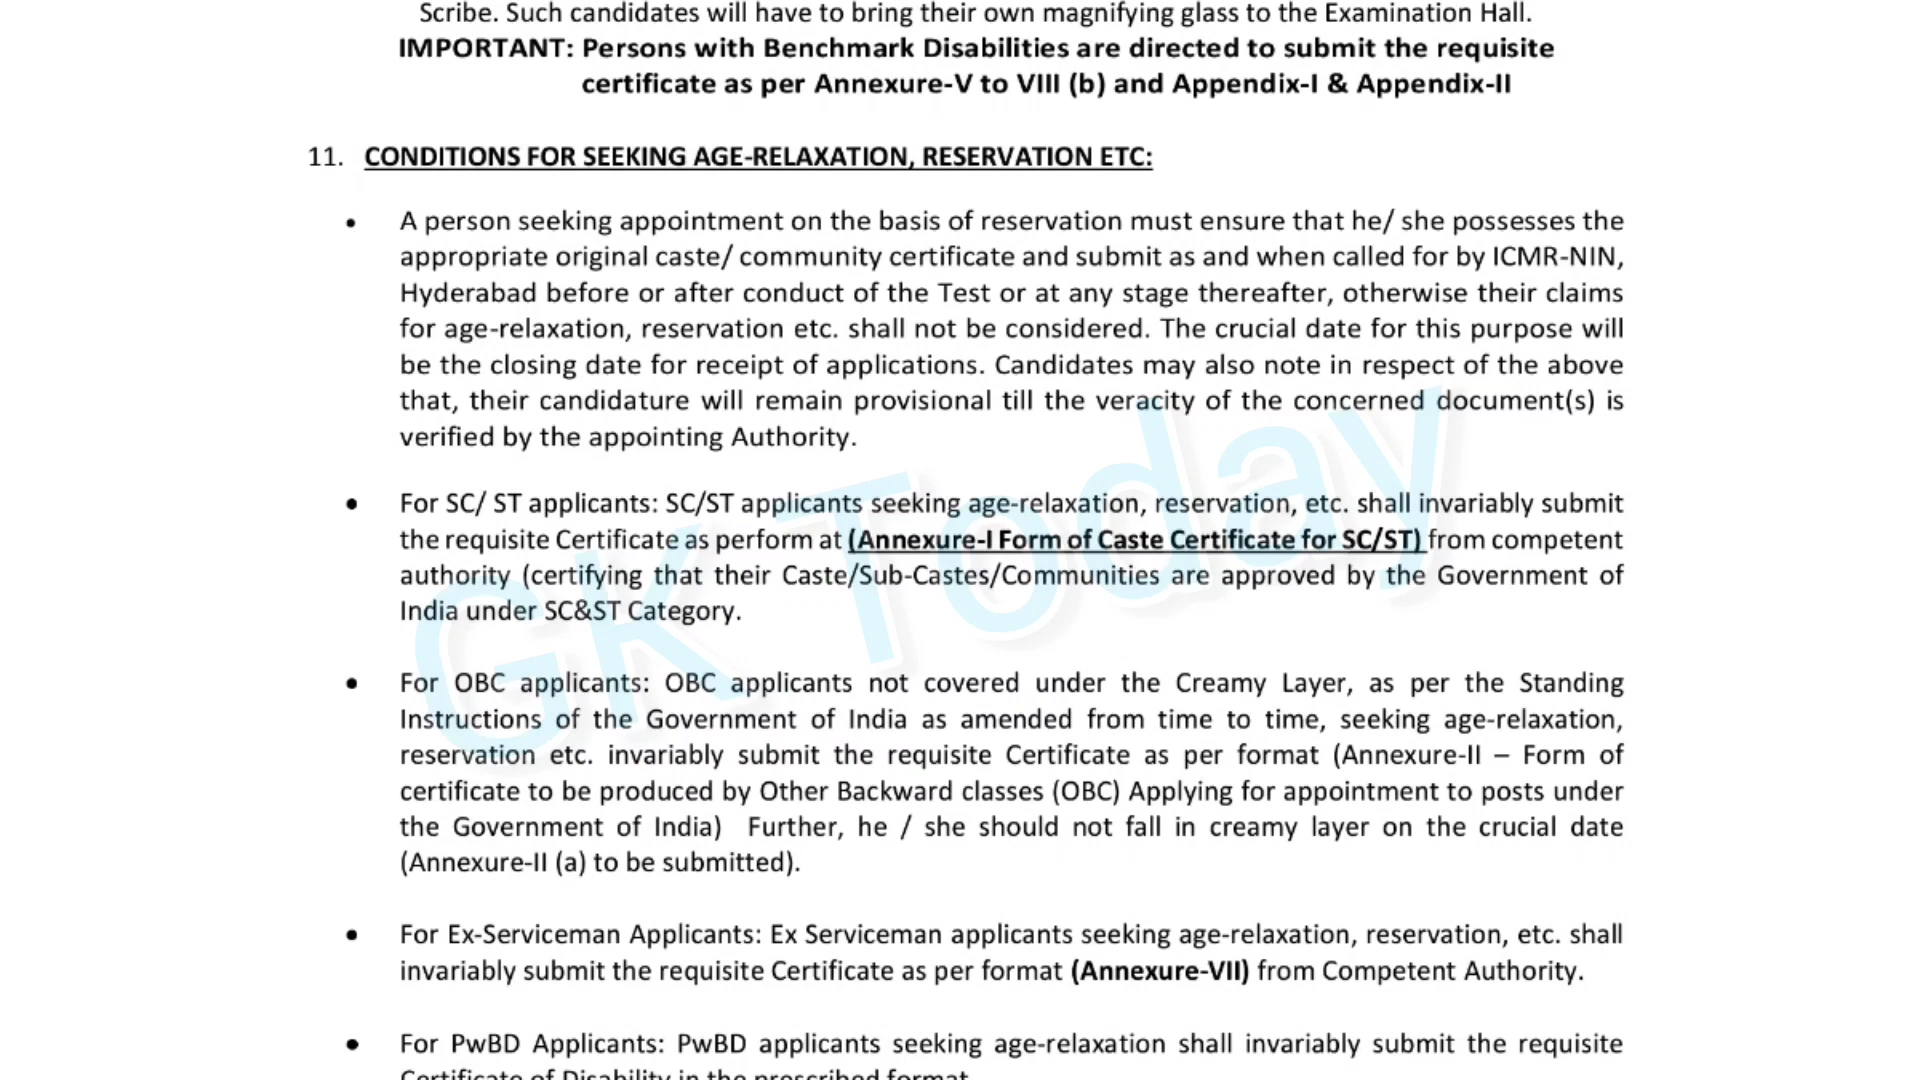 Scribe. Such candidates will have to bring their own magnifying glass to the Examination Hall.
IMPORTANT: Persons with Benchmark Disabilities are directed to submit the requisite
certificate as per Annexure-V to VIII (b) and Appendix-I & Appendix-II
11. CONDITIONS FOR SEEKING AGE-RELAXATION, RESERVATION ETC:
• A person seeking appointment on the basis of reservation must ensure that he/ she possesses the
appropriate original caste/ community certificate and submit as and when called for by ICMR-NIN,
Hyderabad before or after conduct of the Test or at any stage thereafter, otherwise their claims
for age-relaxation, reservation etc. shall not be considered. The crucial date for this purpose will
be the closing date for receipt of applications. Candidates may also note in respect of the above
that, their candidature will remain provisional till the veracity of the concerned document(s) is
verified by the appointing Authority.
• For SC/ ST applicants: SC/ST applicants seeking age-relaxation, reservation, etc. shall invariably submit
the requisite Certificate as perform at (Annexure-I Form of Caste Certificate for SC/ST) from competent
authority (certifying that their Caste/Sub-Castes/Communities are approved by the Government of
India under SC&ST Category.
• For OBC applicants: OBC applicants not covered under the Creamy Layer, as per the Standing
Instructions of the Government of India as amended from time to time, seeking age-relaxation,
reservation etc. invariably submit the requisite Certificate as per format (Annexure-II – Form of
certificate to be produced by Other Backward classes (OBC) Applying for appointment to posts under
the Government of India) Further, he / she should not fall in creamy layer on the crucial date
(Annexure-II (a) to be submitted).
• For Ex-Serviceman Applicants: Ex Serviceman applicants seeking age-relaxation, reservation, etc. shall
invariably submit the requisite Certificate as per format (Annexure-VII) from Competent Authority.
• For PwBD Applicants: PwBD applicants seeking age-relaxation shall invariably submit the requisite
Certificate of Disability in the prescribed format
GK Today